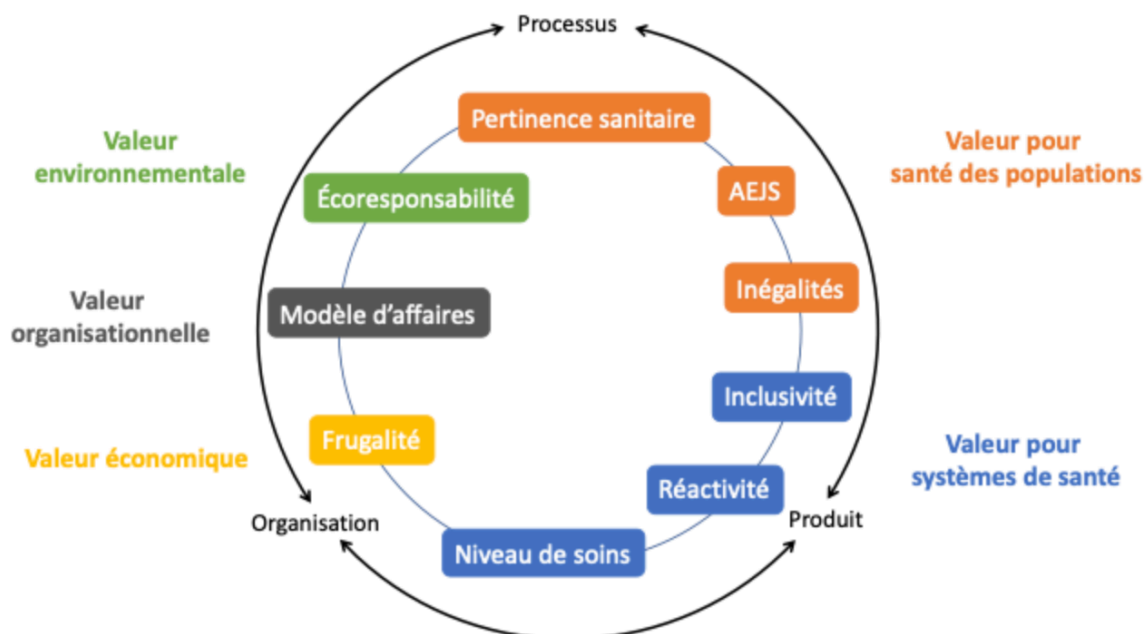 Processus
Pertinence sanitaire
Valeur
environnementale
Valeur pour
santé des populations
AEJS
Écoresponsabilité
Inégalités
Valeur
organisationnelle
Modèle d’affaires
Inclusivité
Frugalité
Valeur économique
Valeur pour
systèmes de santé
Réactivité
Organisation
Produit
Niveau de soins